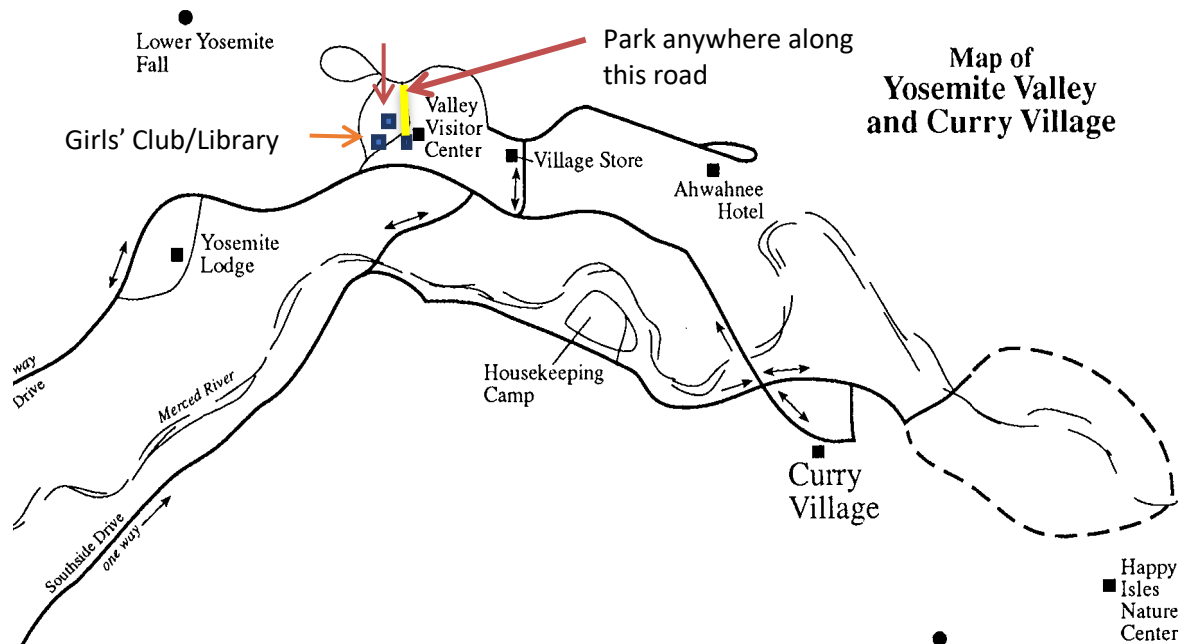 Lower Yosemite
Fall
Park anywhere along
this road
Map of
Yosemite Valley
and Curry Village
Girls' Club/Library
Valley
Visitor
Center
Village Store
Ahwahnee
Hotel
Yosemite
Lodge
way
Drive
Merced River
Housekeeping
Camp
Curry
Village
Southside Drive
one way
Happy
Isles
Nature
Center